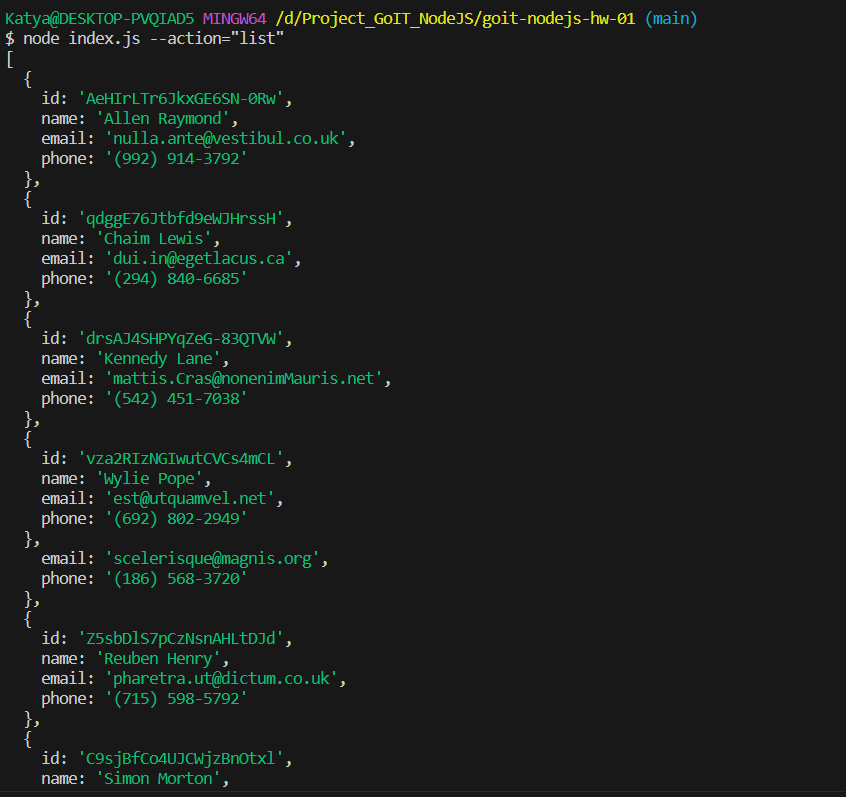 Katya@DESKTOP-PVQIAD5 MINGW64 /d/Project_GoIT_NodeJS/goit-nodejs-hw-01 (main)
$ node index.js --action="list"
[
  {
    id: 'AeHIrLTr6JkxGE6SN-0Rw',
    name: 'Allen Raymond',
    email: 'nulla.ante@vestibul.co.uk',
    phone: '(992) 914-3792'
  },
  {
    id: 'qdggE76Jtbfd9eWJHrssH',
    name: 'Chaim Lewis',
    email: 'dui.in@egetlacus.ca',
    phone: '(294) 840-6685'
  },
  {
    id: 'drsAJ4SHPYqZeG-83QTVW',
    name: 'Kennedy Lane',
    email: 'mattis.Cras@nonenimMauris.net',
    phone: '(542) 451-7038'
  },
  {
    id: 'vza2RIzNGIwutCVCs4mCL',
    name: 'Wylie Pope',
    email: 'est@utquamvel.net',
    phone: '(692) 802-2949'
  },
    email: 'scelerisque@magnis.org',
    phone: '(186) 568-3720'
  },
  {
    id: 'Z5sbDlS7pCzNsnAHLtDJd',
    name: 'Reuben Henry',
    email: 'pharetra.ut@dictum.co.uk',
    phone: '(715) 598-5792'
  },
  {
    id: 'C9sjBfCo4UJCWjzBnOtxl',
    name: 'Simon Morton',